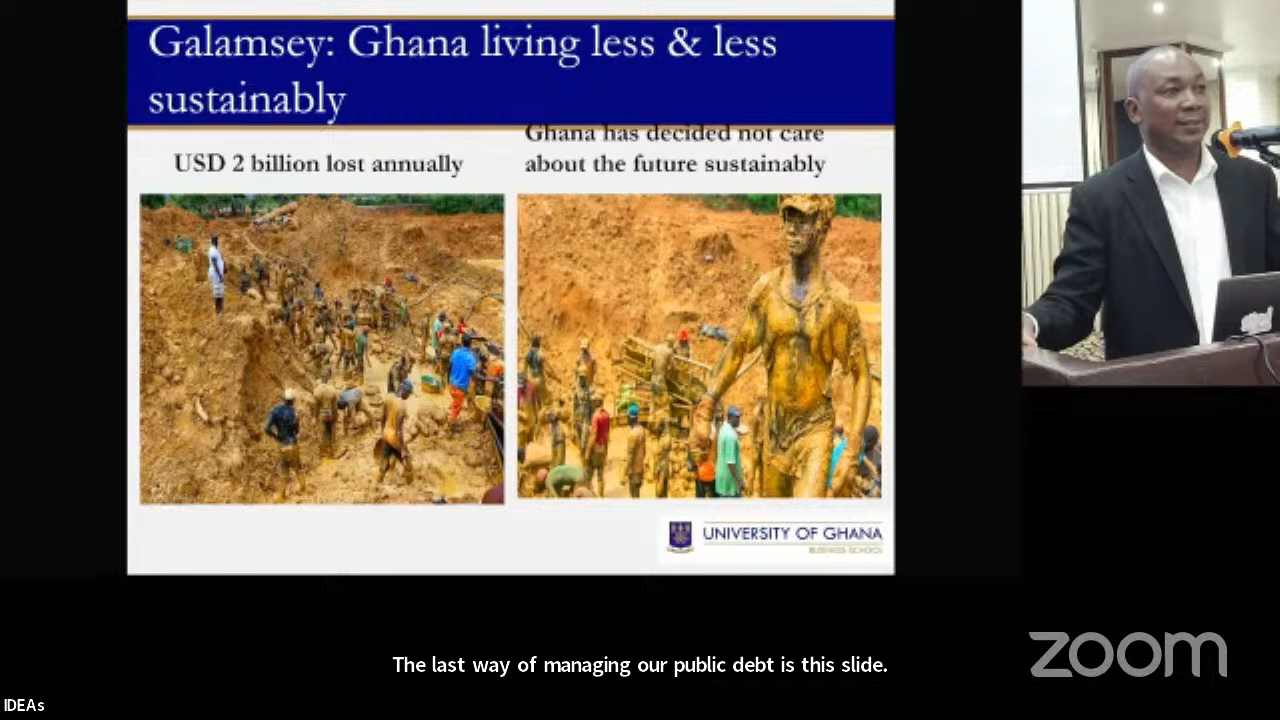 Galamsey: Ghana living less & less
sustainably
USD 2 billion lost annually
Ghana has decided not care
about the future sustainably
UNIVERSITY OF GHANA
BUSINESS SCHOOL
The last way of managing our public debt is this slide.
zoom
IDEAs